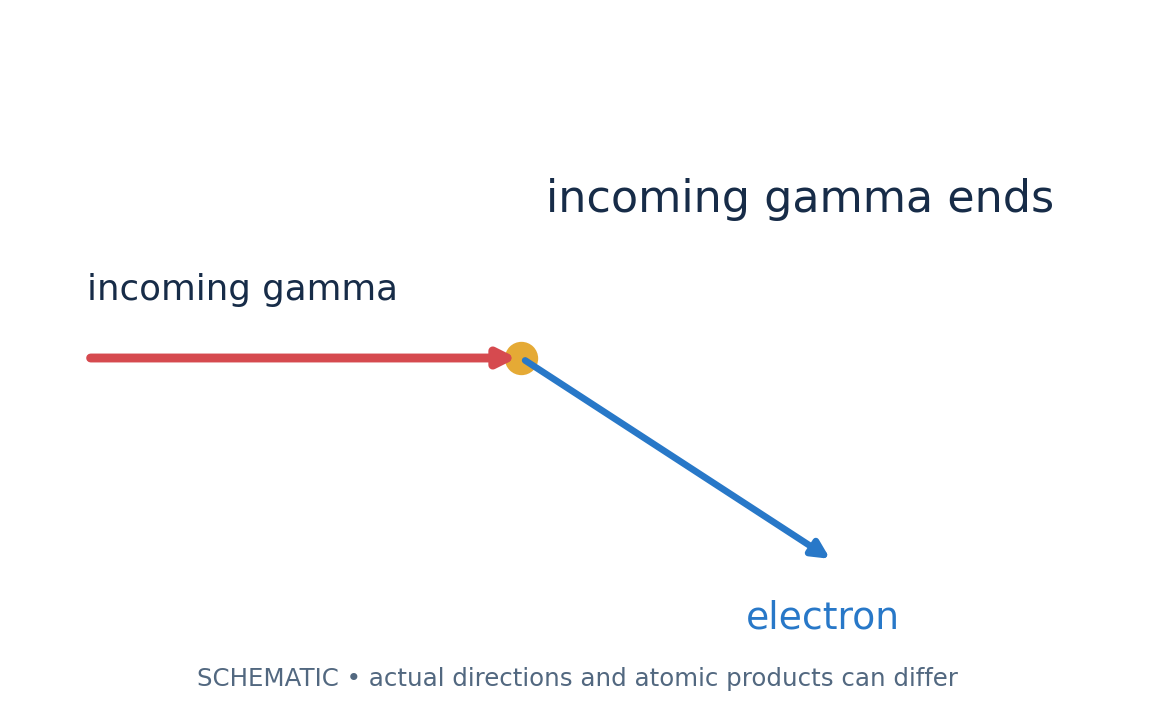 incoming gamma ends
incoming gamma
electron
SCHEMATIC • actual directions and atomic products can differ